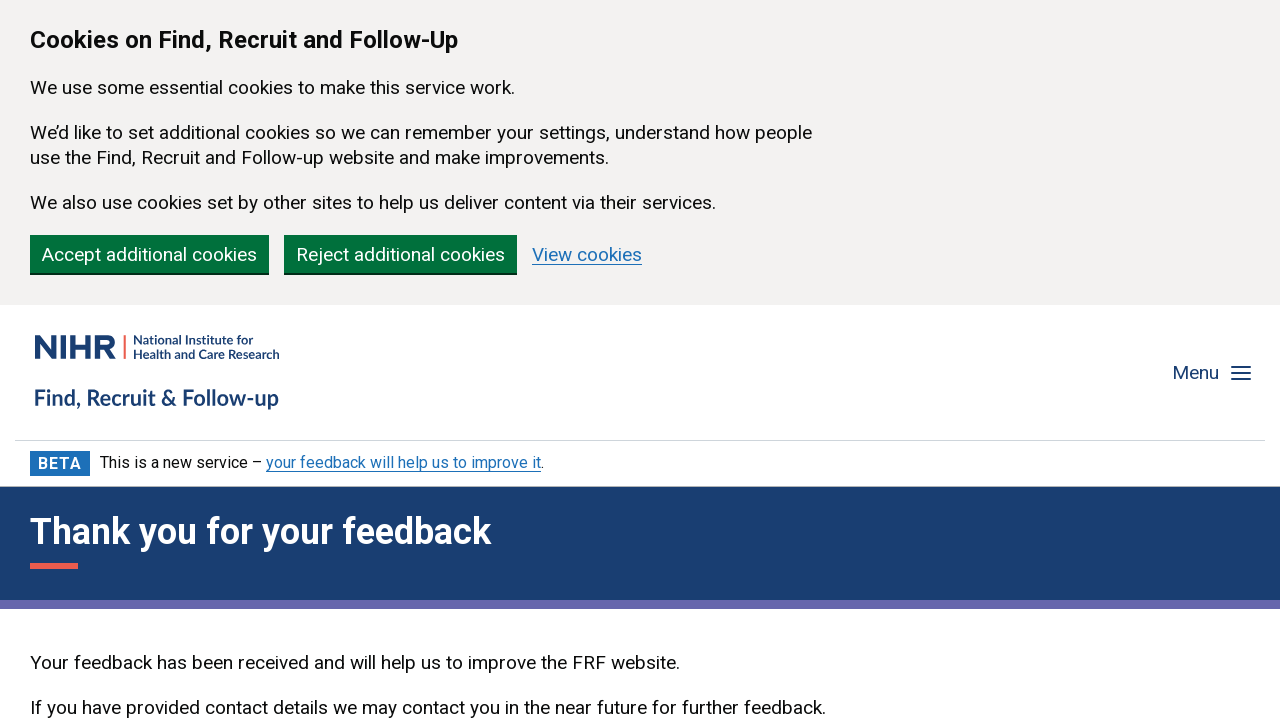 Cookies on Find, Recruit and Follow-Up
We use some essential cookies to make this service work.
We’d like to set additional cookies so we can remember your settings, understand how people
use the Find, Recruit and Follow-up website and make improvements.
We also use cookies set by other sites to help us deliver content via their services.
Accept additional cookies Reject additional cookies View cookies
NIHR National Institute for
Health and Care Research
Find, Recruit & Follow-up
Menu
BETA This is a new service – your feedback will help us to improve it.
Thank you for your feedback
Your feedback has been received and will help us to improve the FRF website.
If you have provided contact details we may contact you in the near future for further feedback.